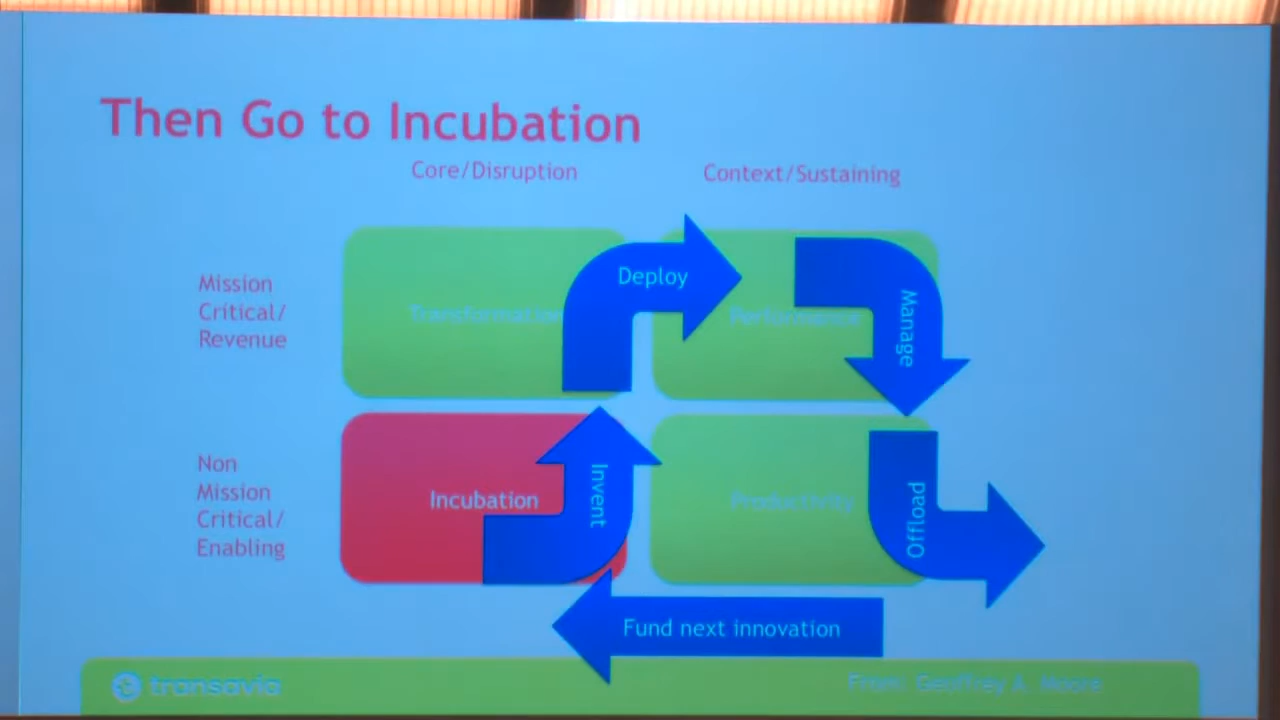 Then Go to Incubation
Core/Disruption
Context/Sustaining
Mission
Critical/
Revenue
Transformation
Deploy
Performance
Manage
Non
Mission
Critical/
Enabling
Incubation
Invent
Productivity
Offload
Fund next innovation
transavia
From: Geoffrey A. Moore